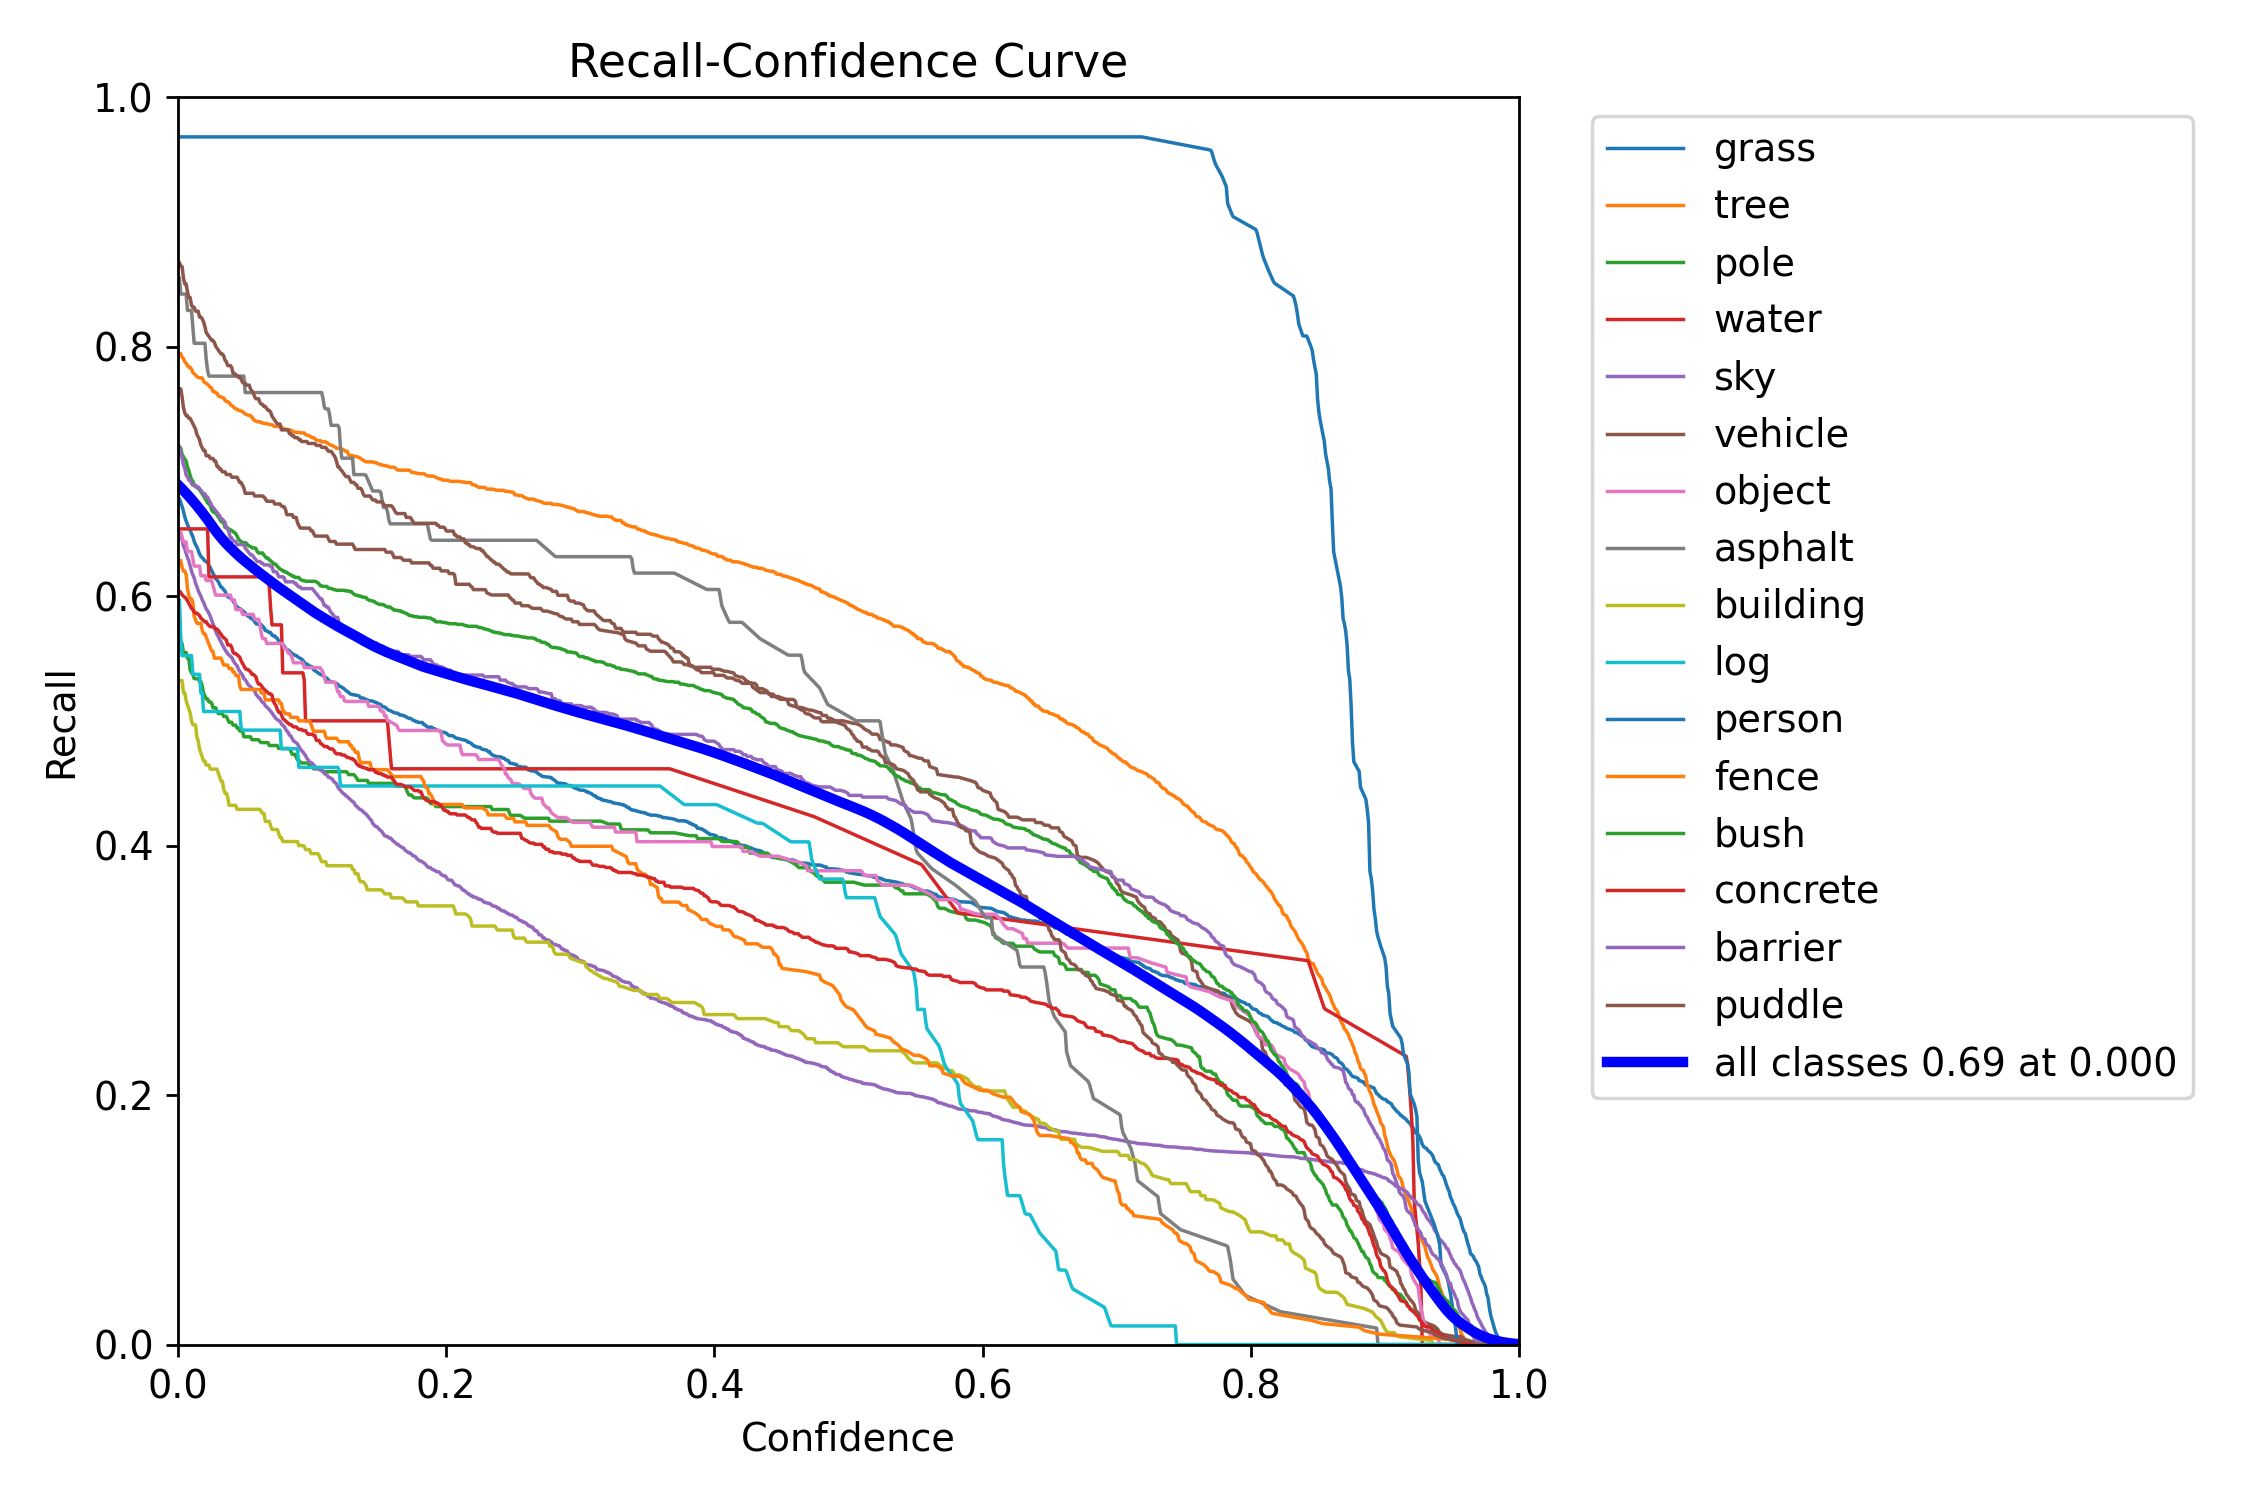 Recall-Confidence Curve
1.0
0.8
0.6
0.4
0.2
0.0
Recall
0.0 0.2 0.4 0.6 0.8 1.0
Confidence
grass
tree
pole
water
sky
vehicle
object
asphalt
building
log
person
fence
bush
concrete
barrier
puddle
all classes 0.69 at 0.000